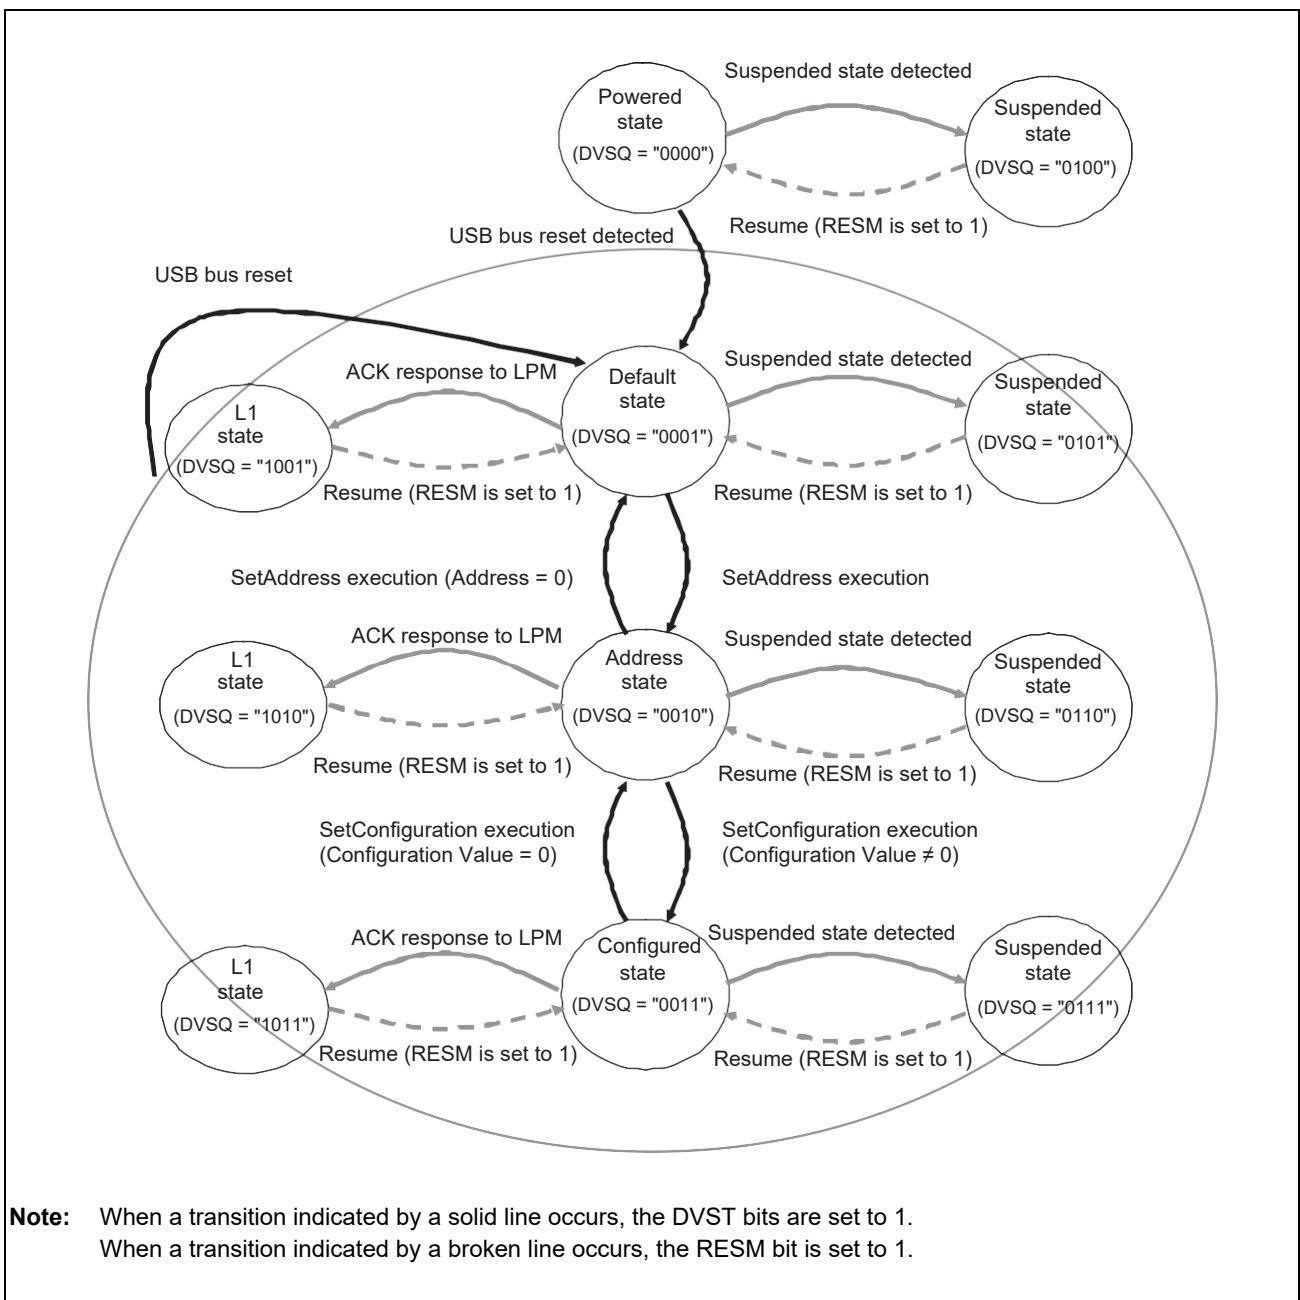 Suspended state detected
Powered
state
(DVSQ = "0000")
Suspended
state
(DVSQ = "0100")
Resume (RESM is set to 1)
USB bus reset detected
USB bus reset
Suspended state detected
ACK response to LPM
Default
state
(DVSQ = "0001")
Suspended
state
(DVSQ = "0101")
L1
state
(DVSQ = "1001")
Resume (RESM is set to 1)
Resume (RESM is set to 1)
SetAddress execution (Address = 0)
SetAddress execution
ACK response to LPM
Suspended state detected
L1
state
(DVSQ = "1010")
Address
state
(DVSQ = "0010")
Suspended
state
(DVSQ = "0110")
Resume (RESM is set to 1)
Resume (RESM is set to 1)
SetConfiguration execution
(Configuration Value = 0)
SetConfiguration execution
(Configuration Value ≠ 0)
ACK response to LPM
Suspended state detected
L1
state
(DVSQ = "1011")
Configured
state
(DVSQ = "0011")
Suspended
state
(DVSQ = "0111")
Resume (RESM is set to 1)
Resume (RESM is set to 1)
Note: When a transition indicated by a solid line occurs, the DVST bits are set to 1.
When a transition indicated by a broken line occurs, the RESM bit is set to 1.